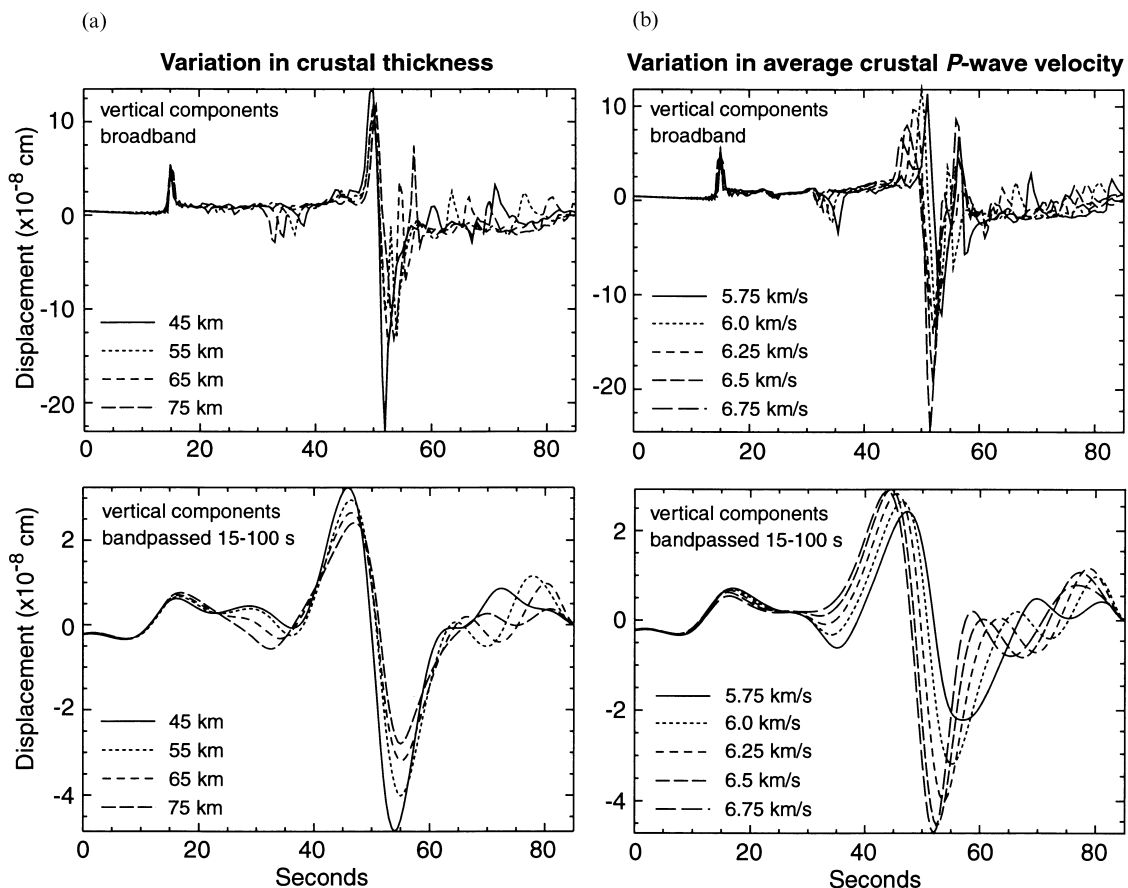 (a)
Variation in crustal thickness
vertical components
broadband
Displacement (x10-8 cm)
10
0
-10
-20
45 km
55 km
65 km
75 km
0 20 40 60 80
vertical components
bandpassed 15-100 s
Displacement (x10-8 cm)
2
0
-2
-4
45 km
55 km
65 km
75 km
0 20 40 60 80
Seconds
(b)
Variation in average crustal P-wave velocity
vertical components
broadband
10
0
-10
-20
5.75 km/s
6.0 km/s
6.25 km/s
6.5 km/s
6.75 km/s
0 20 40 60 80
vertical components
bandpassed 15-100 s
2
0
-2
-4
5.75 km/s
6.0 km/s
6.25 km/s
6.5 km/s
6.75 km/s
0 20 40 60 80
Seconds